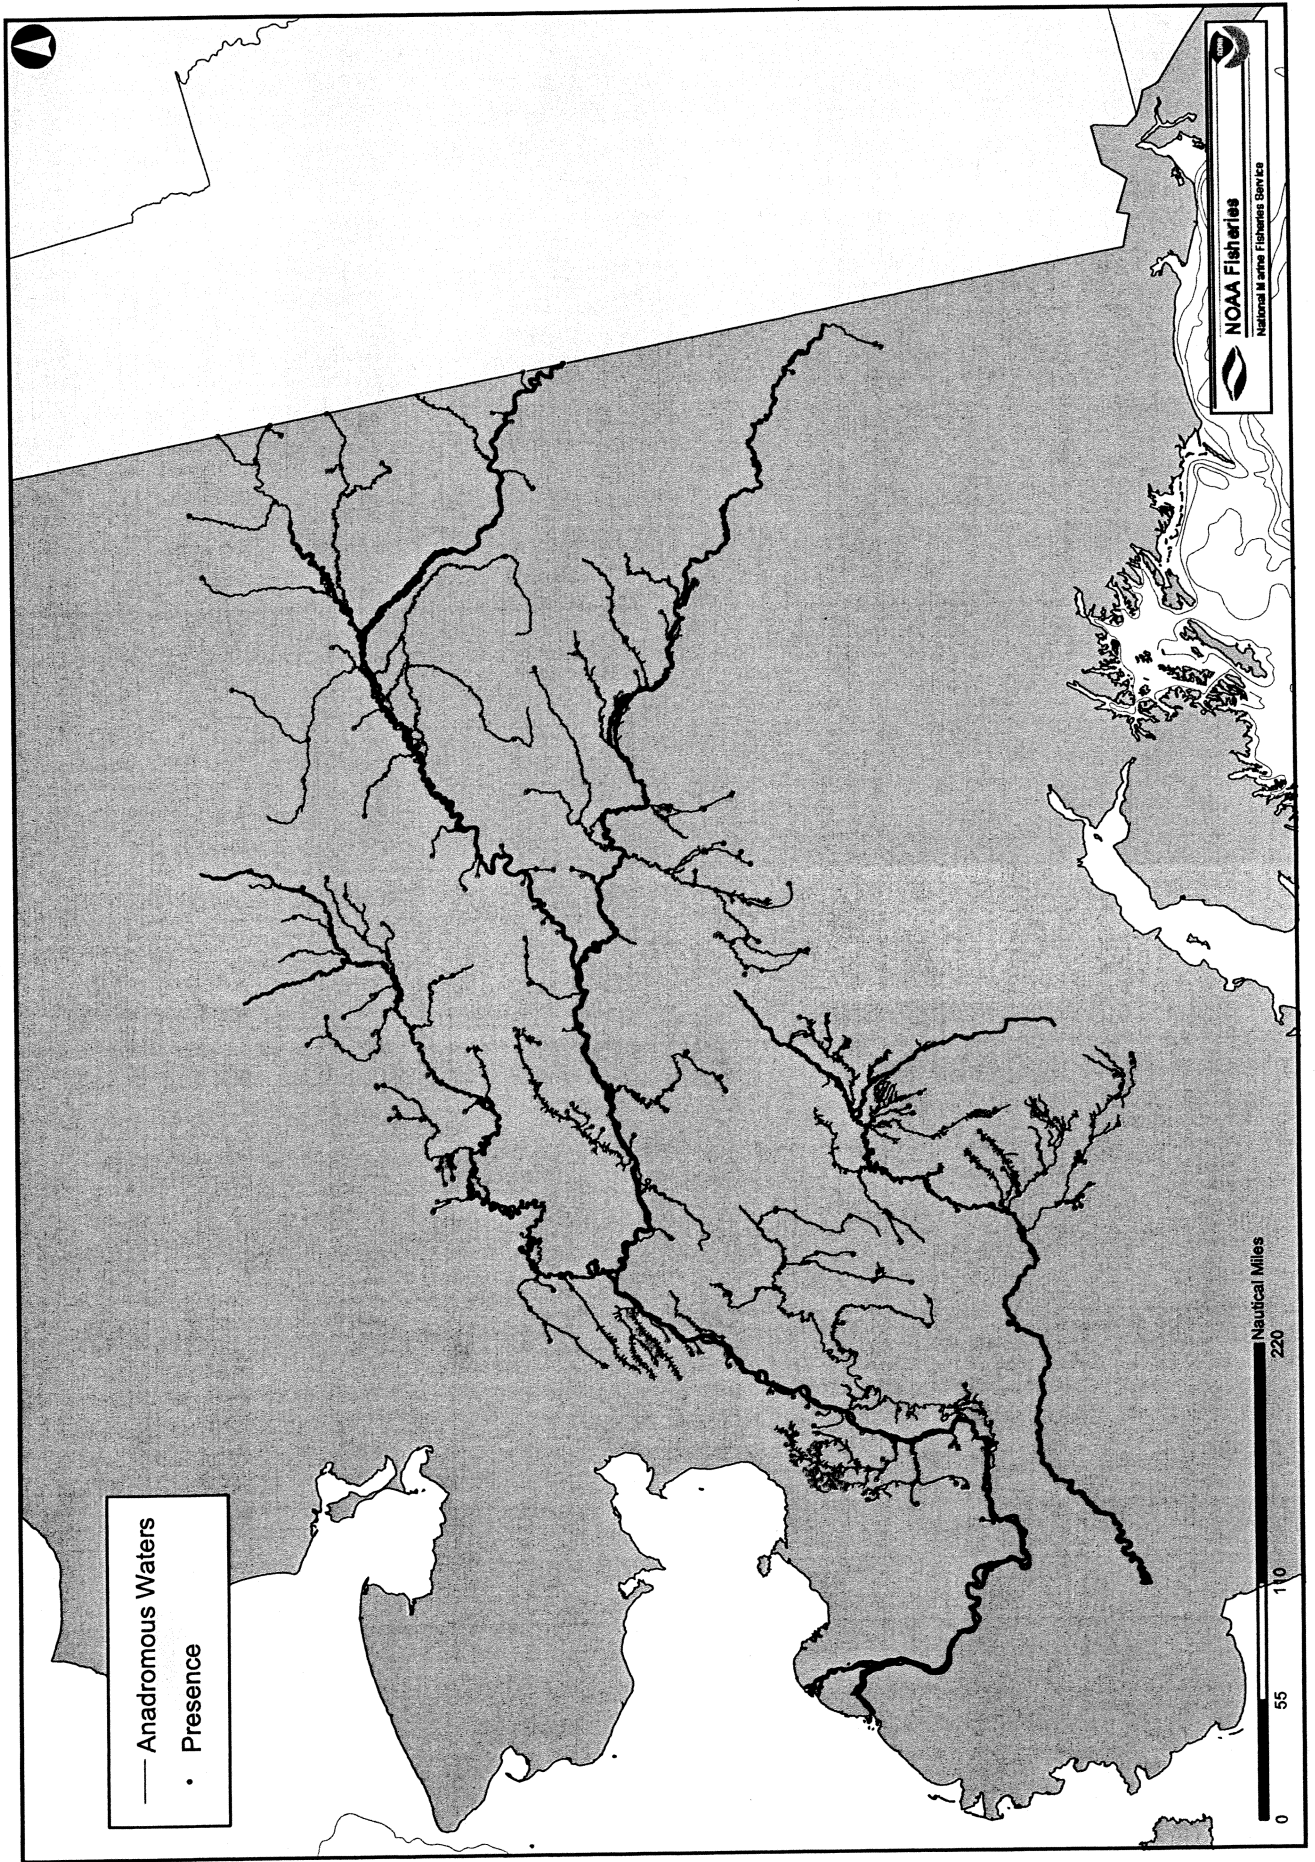 Anadromous Waters
Presence
NOAA Fisheries
National Marine Fisheries Service
Nautical Miles
0 55 110 220